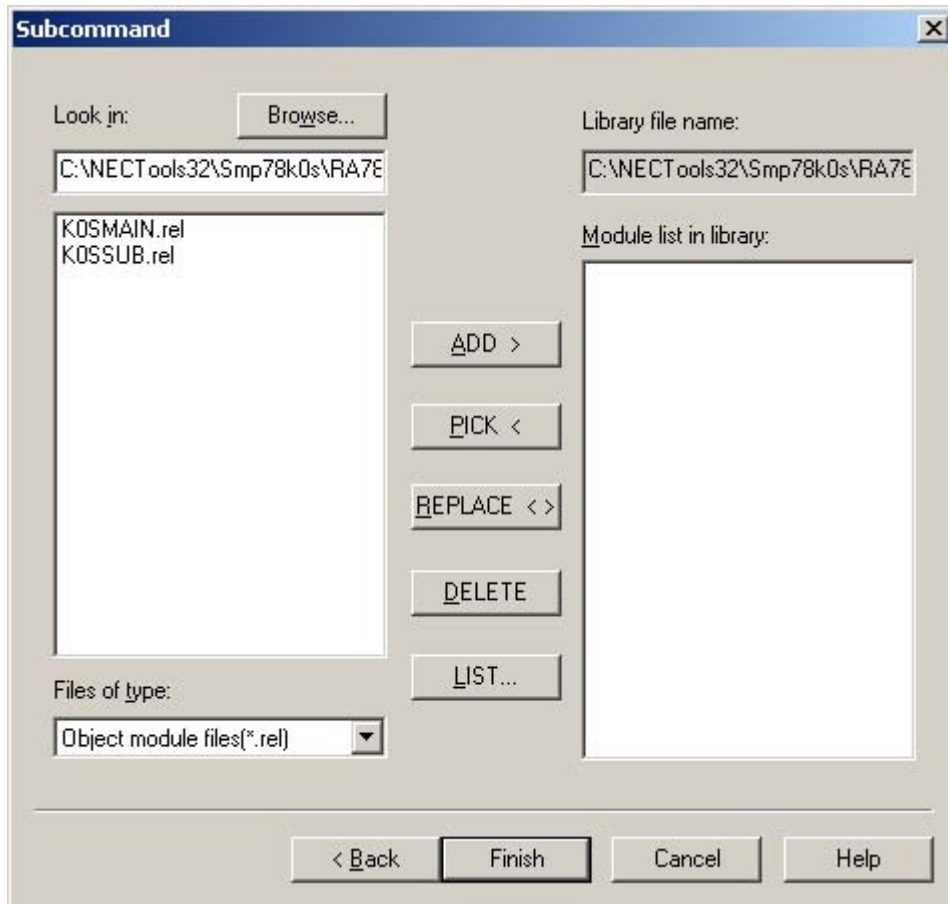 Subcommand
Look in:
Browse...
C:\NECTools32\Smp78k0s\RA78
K0SMAIN.rel
K0SSUB.rel
Files of type:
Object module files(*.rel)
ADD >
PICK <
REPLACE < >
DELETE
LIST...
Library file name:
C:\NECTools32\Smp78k0s\RA78
Module list in library:
< Back
Finish
Cancel
Help